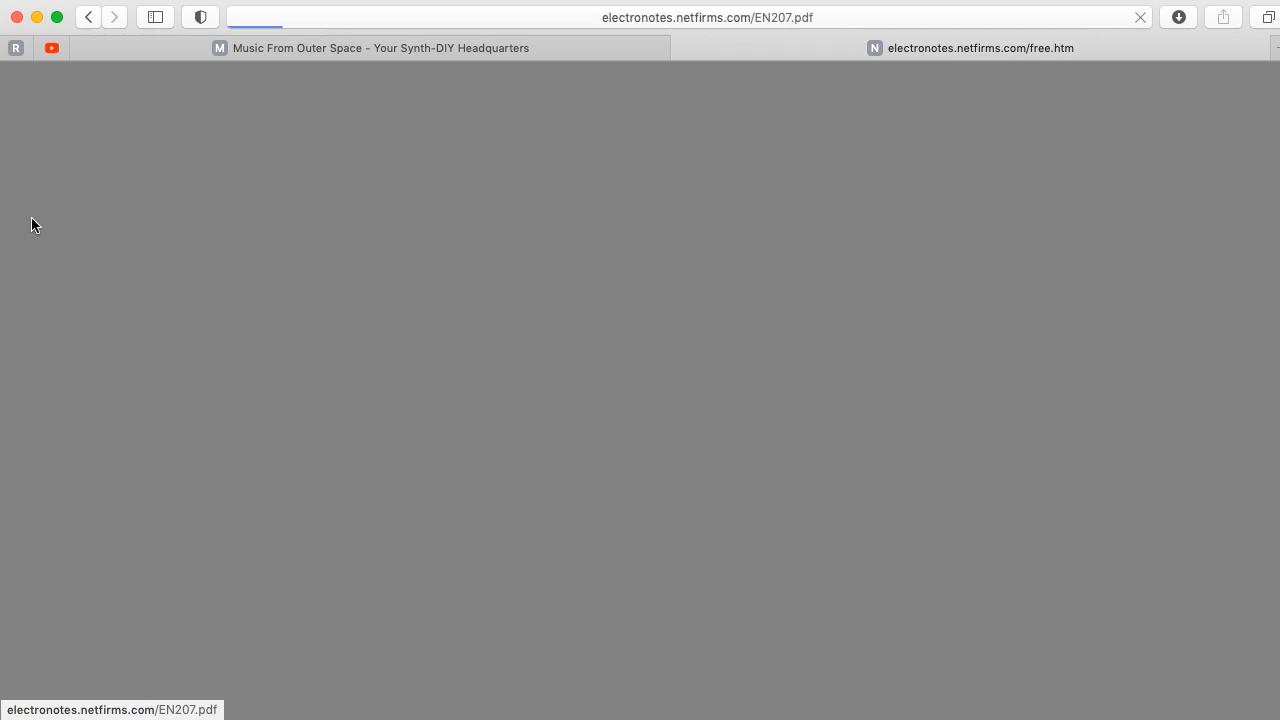 electronotes.netfirms.com/EN207.pdf
R
M Music From Outer Space - Your Synth-DIY Headquarters
N electronotes.netfirms.com/free.htm
electronotes.netfirms.com/EN207.pdf